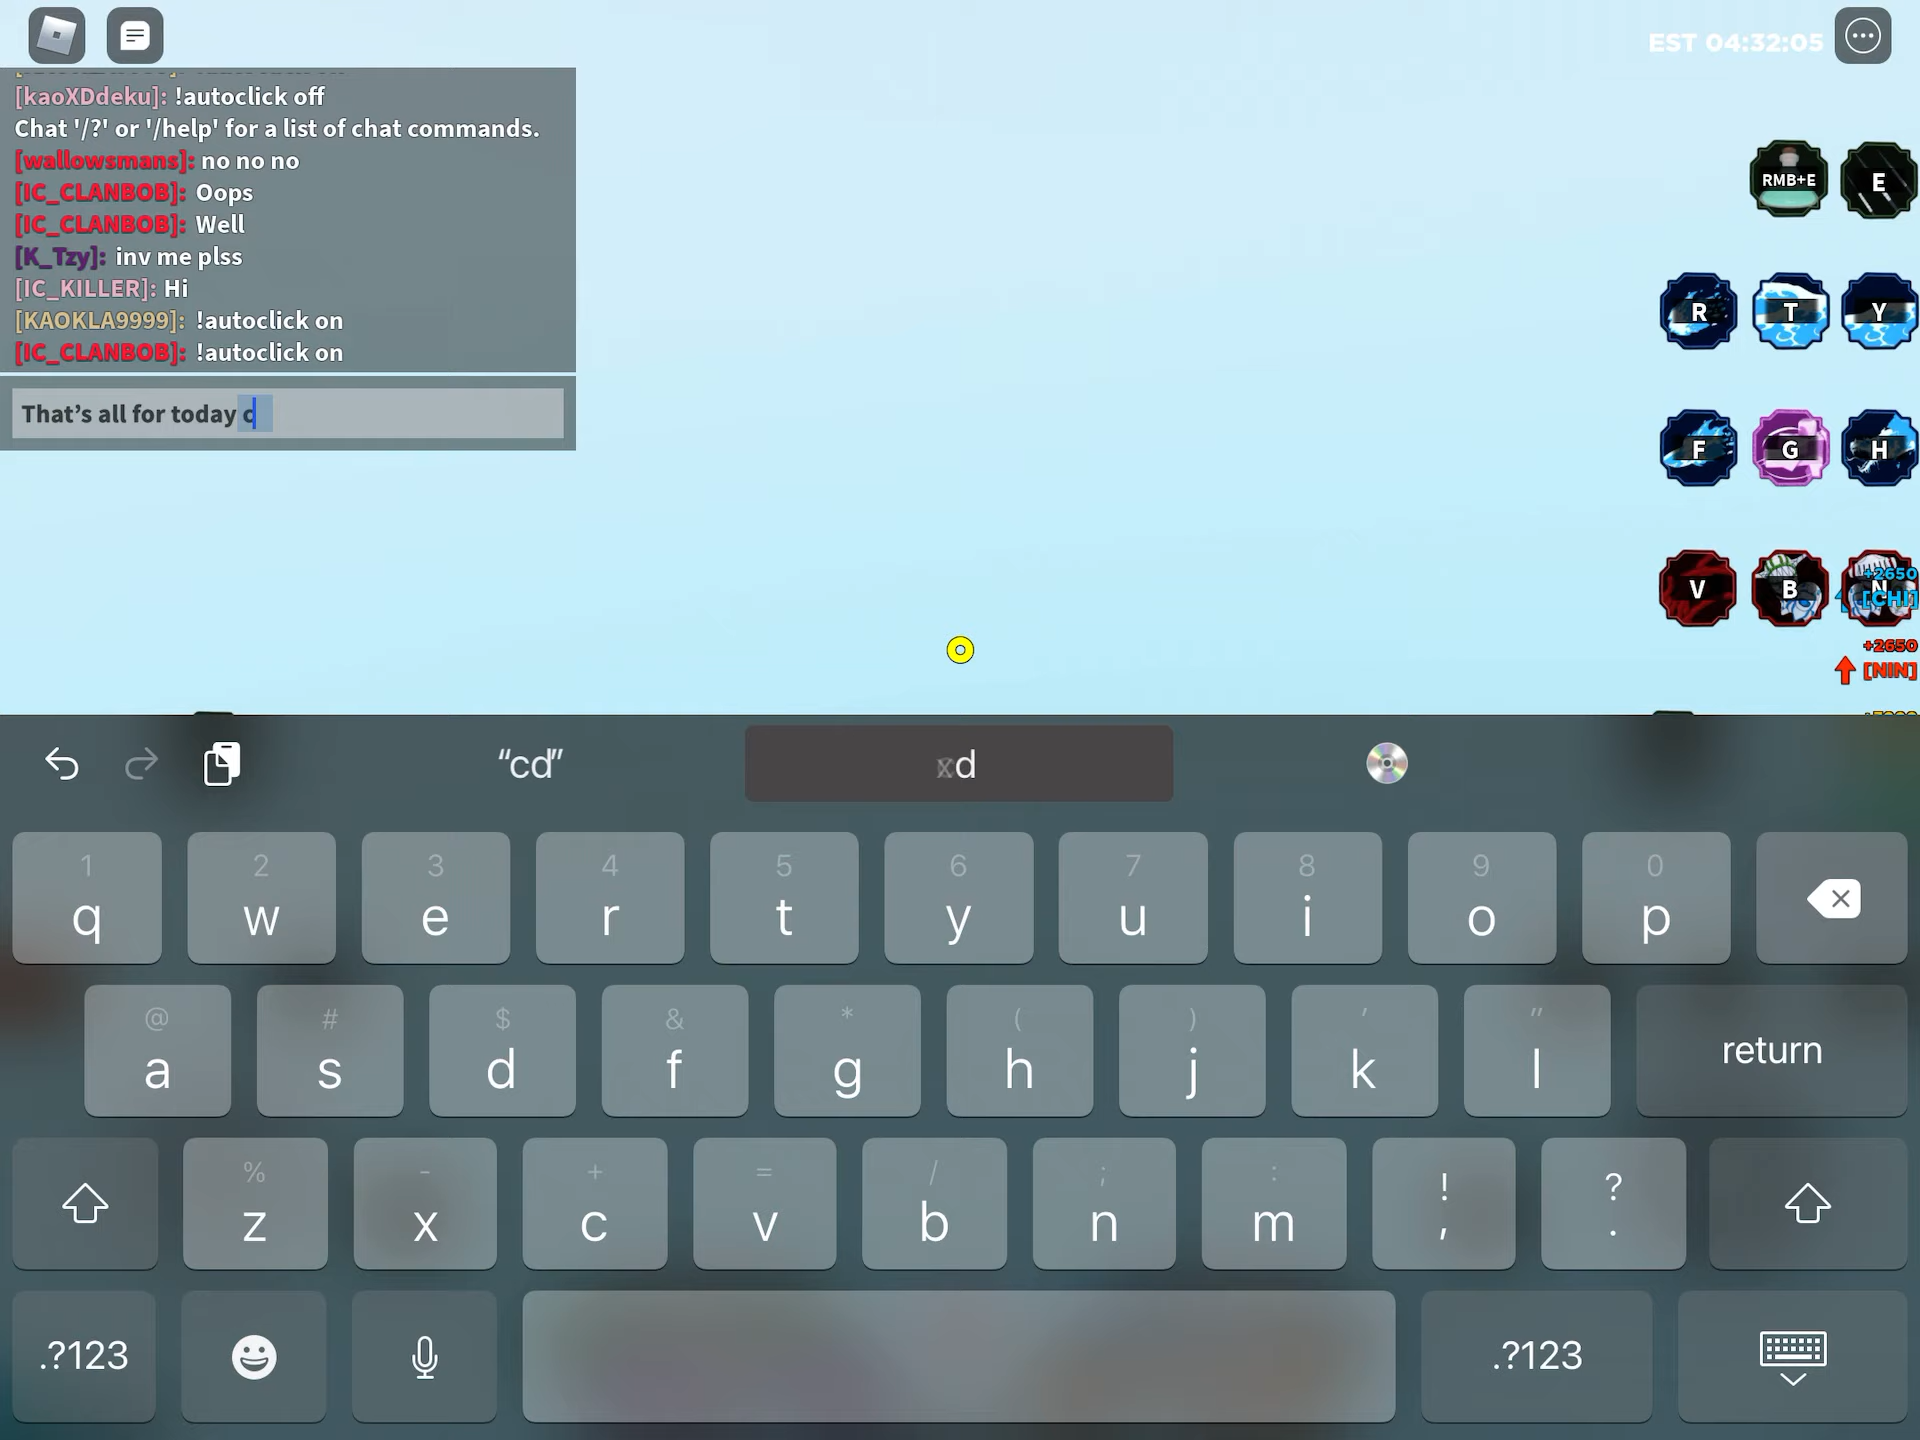 EST 04:32:05
[kaoXDdeku]: !autoclick off
Chat '/?' or '/help' for a list of chat commands.
[wallowsmans]: no no no
[IC_CLANBOB]: Oops
[IC_CLANBOB]: Well
[K_Tzy]: inv me plss
[IC_KILLER]: Hi
[KAOKLA9999]: !autoclick on
[IC_CLANBOB]: !autoclick on
That’s all for today c
RMB+E E
R T Y
F G H
V B N
+2650
[CHI]
+2650
[NIN]
“cd” d
1 2 3 4 5 6 7 8 9 0
q w e r t y u i o p
@ # $ & * ( ) ' "
a s d f g h j k l return
% - + = / ; : ! ?
z x c v b n m , .
.?123 .?123